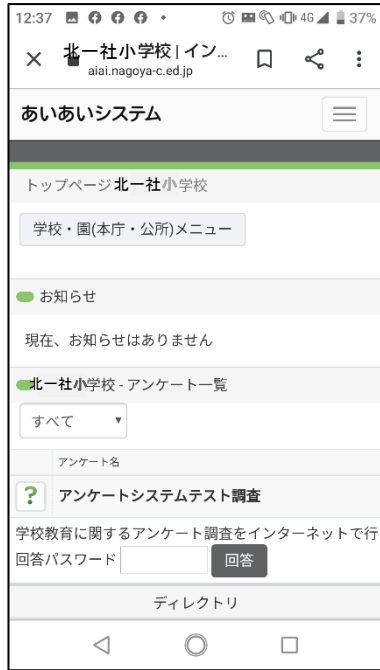 12:37 4G 37%
北一社小学校 | イン...
aiai.nagoya-c.ed.jp
あいあいシステム
トップページ 北一社小学校
学校・園(本庁・公所)メニュー
お知らせ
現在、お知らせはありません
北一社小学校 - アンケート一覧
すべて
アンケート名
? アンケートシステムテスト調査
学校教育に関するアンケート調査をインターネットで行
回答パスワード 回答
ディレクトリ